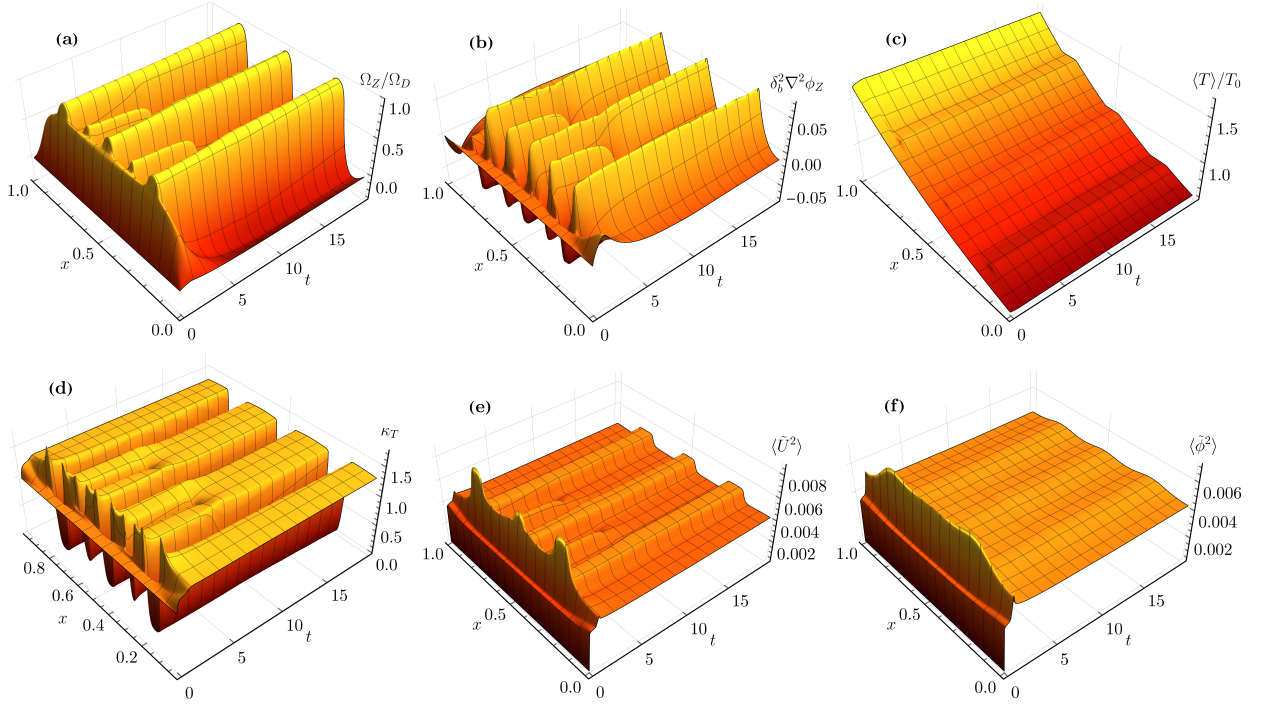 (a)
Ω_Z/Ω_D
1.0
0.5
0.0
1.0
0.5
0.0
x
0
5
10
15
t
(b)
δ_b^2∇^2ϕ_Z
0.05
0.00
−0.05
1.0
0.5
0.0
x
0
5
10
15
t
(c)
⟨T⟩/T_0
1.5
1.0
1.0
0.5
0.0
x
0
5
10
15
t
(d)
κ_T
1.5
1.0
0.5
0.0
0.8
0.6
0.4
0.2
x
0
5
10
15
t
(e)
⟨Ũ^2⟩
0.008
0.006
0.004
0.002
1.0
0.5
0.0
x
0
5
10
15
t
(f)
⟨ϕ̃^2⟩
0.006
0.004
0.002
1.0
0.5
0.0
x
0
5
10
15
t